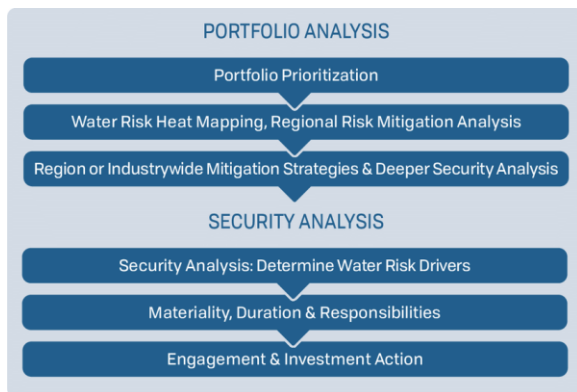 PORTFOLIO ANALYSIS
Portfolio Prioritization
Water Risk Heat Mapping, Regional Risk Mitigation Analysis
Region or Industrywide Mitigation Strategies & Deeper Security Analysis
SECURITY ANALYSIS
Security Analysis: Determine Water Risk Drivers
Materiality, Duration & Responsibilities
Engagement & Investment Action